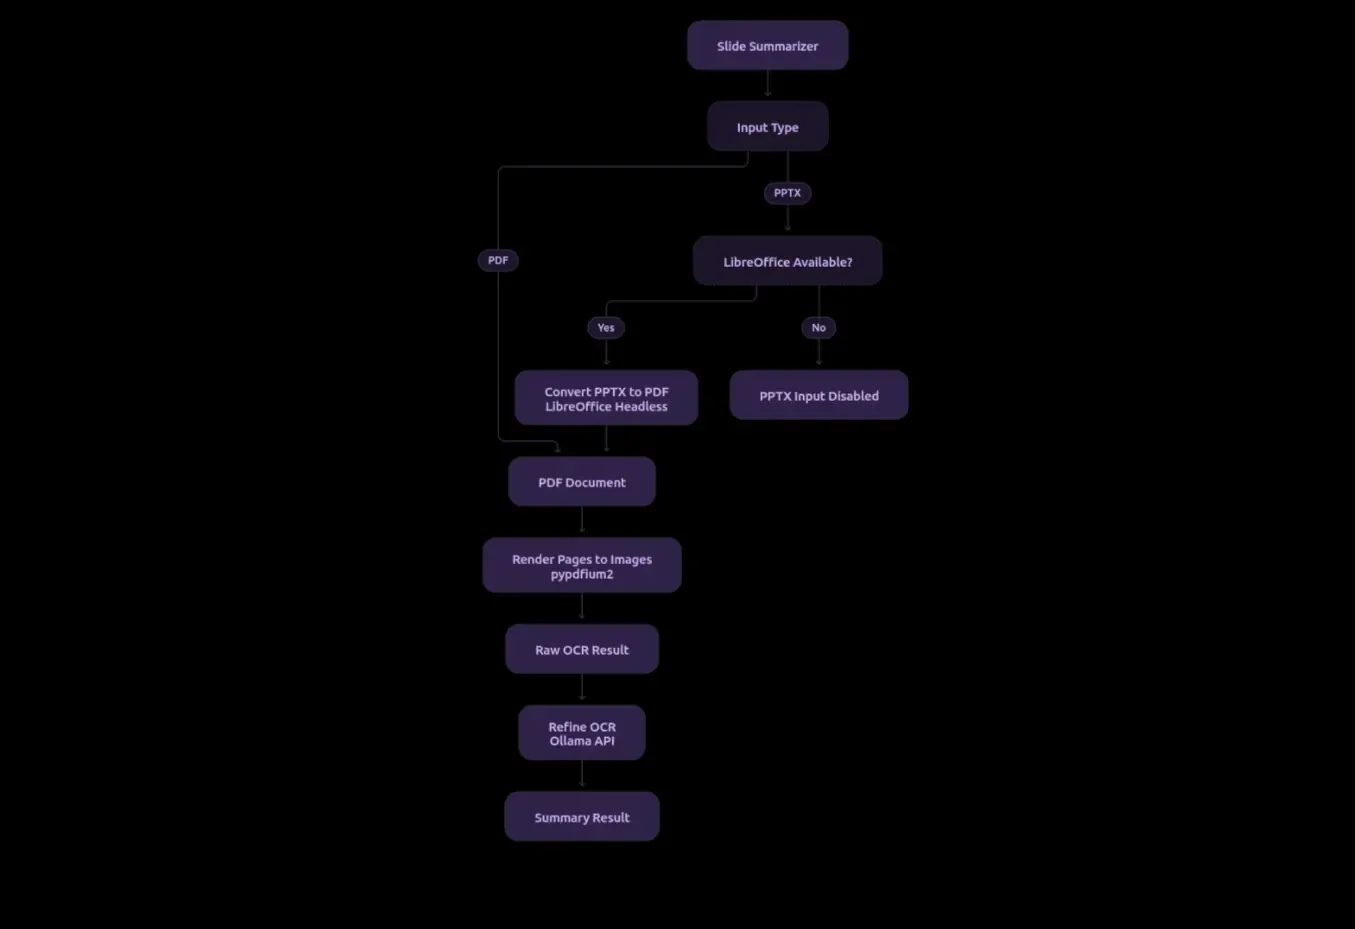 Slide Summarizer
Input Type
PPTX
PDF
LibreOffice Available?
Yes
No
Convert PPTX to PDF
LibreOffice Headless
PPTX Input Disabled
PDF Document
Render Pages to Images
pypdfium2
Raw OCR Result
Refine OCR
Ollama API
Summary Result